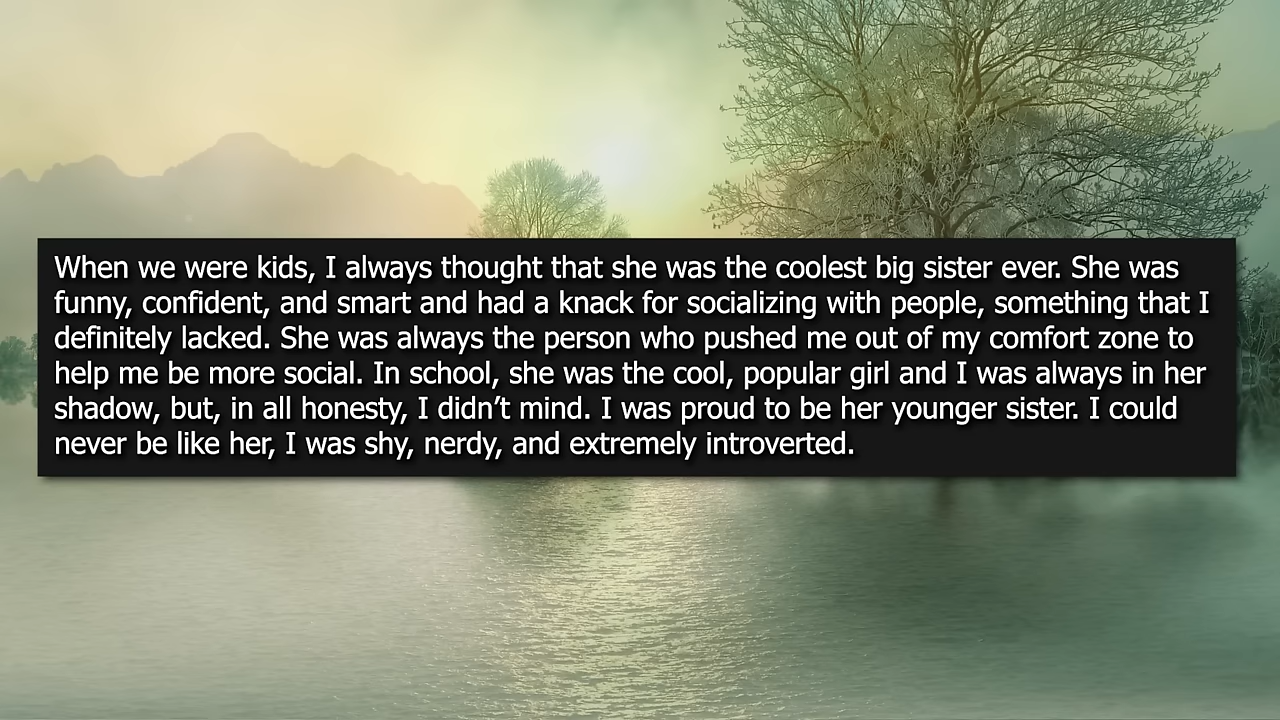 When we were kids, I always thought that she was the coolest big sister ever. She was
funny, confident, and smart and had a knack for socializing with people, something that I
definitely lacked. She was always the person who pushed me out of my comfort zone to
help me be more social. In school, she was the cool, popular girl and I was always in her
shadow, but, in all honesty, I didn’t mind. I was proud to be her younger sister. I could
never be like her, I was shy, nerdy, and extremely introverted.